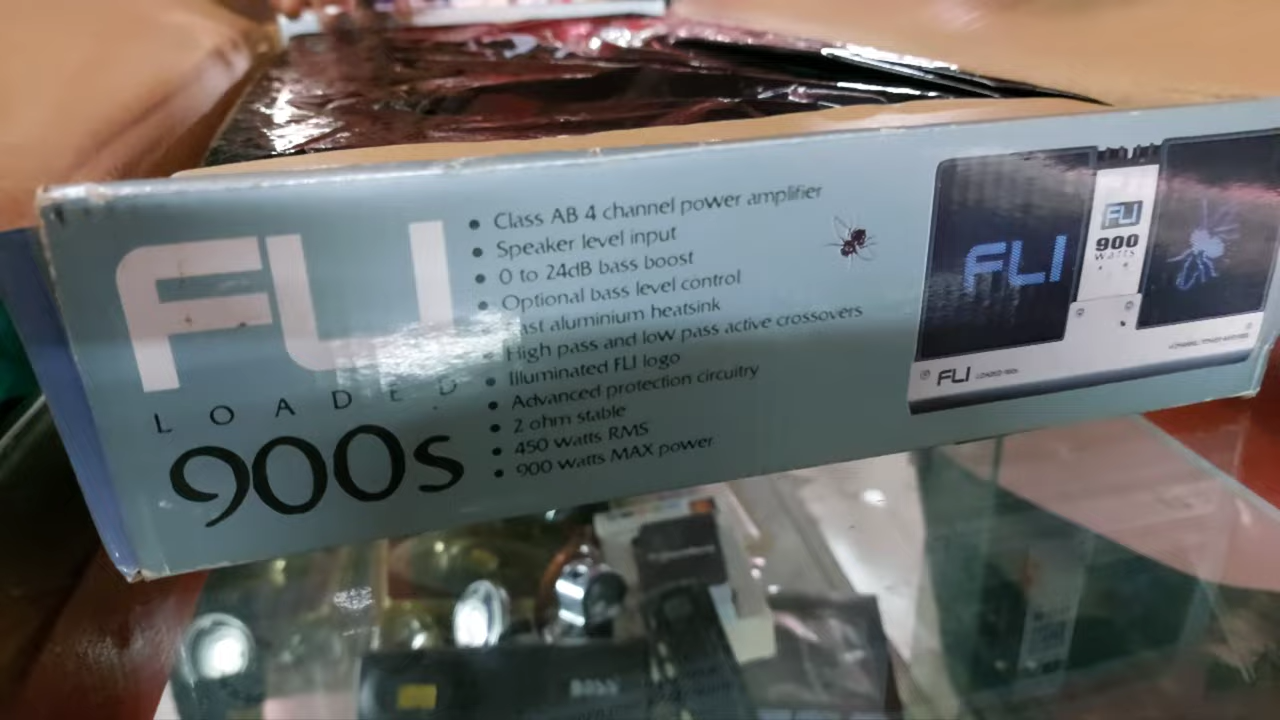 FLI
LOADED
900s
Class AB 4 channel power amplifier
Speaker level input
0 to 24dB bass boost
Optional bass level control
ast aluminium heatsink
High pass and low pass active crossovers
Illuminated FLI logo
Advanced protection circuitry
2 ohm stable
450 Watts RMS
900 Watts MAX power
FLI
FLI
900
watts
FLI